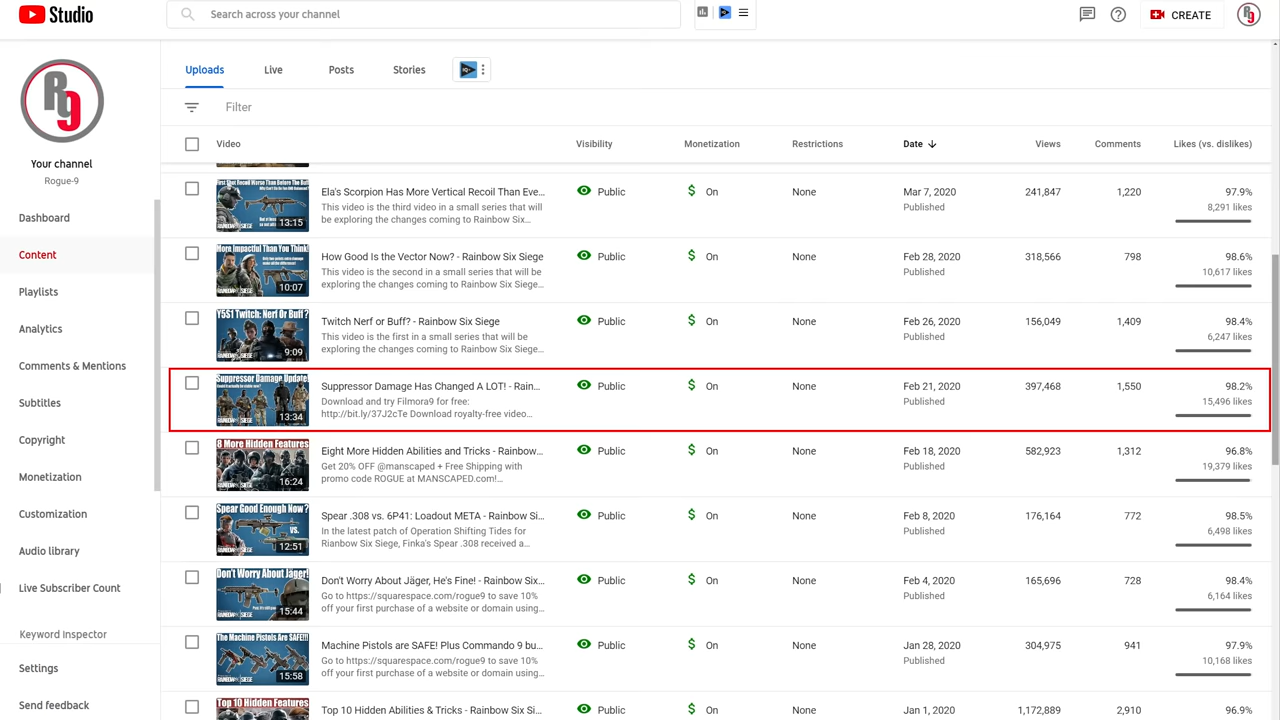 Studio
Search across your channel
CREATE
R9
Your channel
Rogue-9
Dashboard
Content
Playlists
Analytics
Comments & Mentions
Subtitles
Copyright
Monetization
Customization
Audio library
Live Subscriber Count
Keyword Inspector
Settings
Send feedback
Uploads Live Posts Stories
Filter
Video Visibility Monetization Restrictions Date Views Comments Likes (vs. dislikes)
13:15
Ela's Scorpion Has More Vertical Recoil Than Eve... Public On None Mar 7, 2020 241,847 1,220 97.9%
This video is the third video in a small series that will Published 8,291 likes
be exploring the changes coming to Rainbow Six...
More Impactful Than You Think!
10:07
How Good Is the Vector Now? - Rainbow Six Siege Public On None Feb 28, 2020 318,566 798 98.6%
This video is the second in a small series that will be Published 10,617 likes
exploring the changes coming to Rainbow Six Siege...
Y5S1 Twitch: Nerf Or Buff?
9:09
Twitch Nerf or Buff? - Rainbow Six Siege Public On None Feb 26, 2020 156,049 1,409 98.4%
This video is the first in a small series that will be Published 6,247 likes
exploring the changes coming to Rainbow Six Siege...
Suppressor Damage Update!
13:34
Suppressor Damage Has Changed A LOT! - Rain... Public On None Feb 21, 2020 397,468 1,550 98.2%
Download and try Filmora9 for free: Published 15,496 likes
http://bit.ly/37J2cTe Download royalty-free video...
8 More Hidden Features
16:24
Eight More Hidden Abilities and Tricks - Rainbow... Public On None Feb 18, 2020 582,923 1,312 96.8%
Get 20% OFF @manscaped + Free Shipping with Published 19,379 likes
promo code ROGUE at MANSCAPED.com!...
Spear Good Enough Now?
VS.
12:51
Spear .308 vs. 6P41: Loadout META - Rainbow Si... Public On None Feb 8, 2020 176,164 772 98.5%
In the latest patch of Operation Shifting Tides for Published 6,498 likes
Rianbow Six Siege, Finka's Spear .308 received a...
Don't Worry About Jäger!
15:44
Don't Worry About Jäger, He's Fine! - Rainbow Six... Public On None Feb 4, 2020 165,696 728 98.4%
Go to https://squarespace.com/rogue9 to save 10% Published 6,164 likes
off your first purchase of a website or domain using...
The Machine Pistols are SAFE!!!
15:58
Machine Pistols are SAFE! Plus Commando 9 bu... Public On None Jan 28, 2020 304,975 941 97.9%
Go to https://squarespace.com/rogue9 to save 10% Published 10,168 likes
off your first purchase of a website or domain using...
Top 10 Hidden Features
Top 10 Hidden Abilities & Tricks - Rainbow Six Si... Public On None Jan 1, 2020 1,172,889 2,910 96.9%